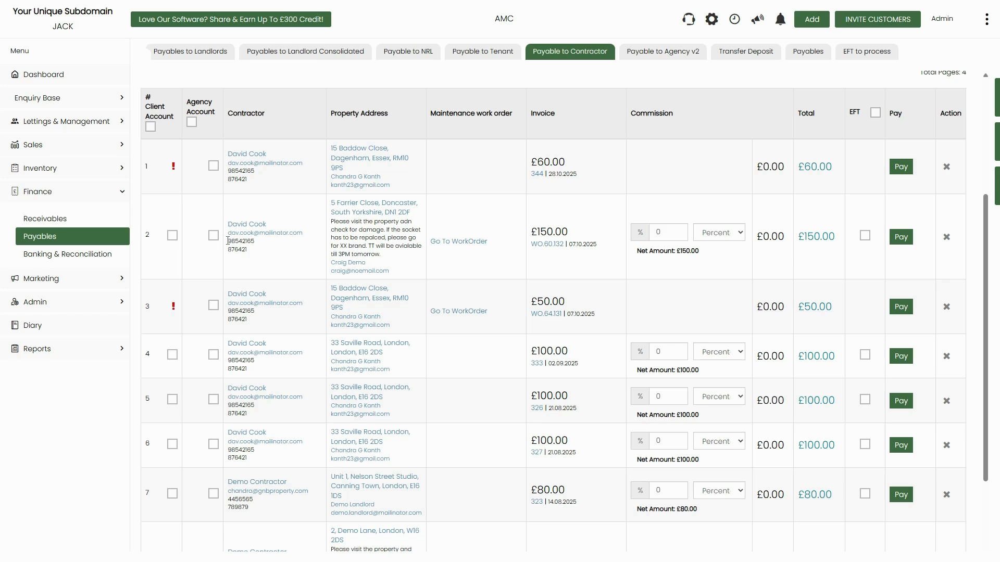 Your Unique Subdomain
JACK
Love Our Software? Share & Earn Up To £300 Credit!
AMC
Add
INVITE CUSTOMERS
Admin
Menu
Dashboard
Enquiry Base
Lettings & Management
Sales
Inventory
Finance
Receivables
Payables
Banking & Reconciliation
Marketing
Admin
Diary
Reports
Payables to Landlords
Payables to Landlord Consolidated
Payable to NRL
Payable to Tenant
Payable to Contractor
Payable to Agency v2
Transfer Deposit
Payables
EFT to process
Total Pages: 4
#
Client
Account
Agency
Account
Contractor
Property Address
Maintenance work order
Invoice
Commission
Total
EFT
Pay
Action
1
!
David Cook
dav.cook@mailinator.com
98542165
876421
15 Baddow Close,
Dagenham, Essex, RM10
9PS
Chandra G Kanth
kanth23@gmail.com
£60.00
344 | 28.10.2025
£0.00
£60.00
Pay
2
David Cook
dav.cook@mailinator.com
98542165
876421
5 Farrier Close, Doncaster,
South Yorkshire, DN1 2DF
Please visit the property adn
check for damage. If the socket
has to be repalced, please go
for XX brand. TT will be avialable
till 3PM tomorrow.
Craig Demo
craig@noemail.com
Go To WorkOrder
£150.00
WO.60.132 | 07.10.2025
% 0 Percent
Net Amount: £150.00
£0.00
£150.00
Pay
3
!
David Cook
dav.cook@mailinator.com
98542165
876421
15 Baddow Close,
Dagenham, Essex, RM10
9PS
Chandra G Kanth
kanth23@gmail.com
Go To WorkOrder
£50.00
WO.64.131 | 07.10.2025
£0.00
£50.00
Pay
4
David Cook
dav.cook@mailinator.com
98542165
876421
33 Saville Road, London,
London, E16 2DS
Chandra G Kanth
kanth23@gmail.com
£100.00
333 | 02.09.2025
% 0 Percent
Net Amount: £100.00
£0.00
£100.00
Pay
5
David Cook
dav.cook@mailinator.com
98542165
876421
33 Saville Road, London,
London, E16 2DS
Chandra G Kanth
kanth23@gmail.com
£100.00
326 | 21.08.2025
% 0 Percent
Net Amount: £100.00
£0.00
£100.00
Pay
6
David Cook
dav.cook@mailinator.com
98542165
876421
33 Saville Road, London,
London, E16 2DS
Chandra G Kanth
kanth23@gmail.com
£100.00
327 | 21.08.2025
% 0 Percent
Net Amount: £100.00
£0.00
£100.00
Pay
7
Demo Contractor
chandra@gnbproperty.com
4456565
789879
Unit 1, Nelson Street Studio,
Canning Town, London, E16
1DS
Demo Landlord
demo.landlord@mailinator.com
£80.00
323 | 14.08.2025
% 0 Percent
Net Amount: £80.00
£0.00
£80.00
Pay
Demo Contractor
2, Demo Lane, London, W16
2DS
Please visit the property and